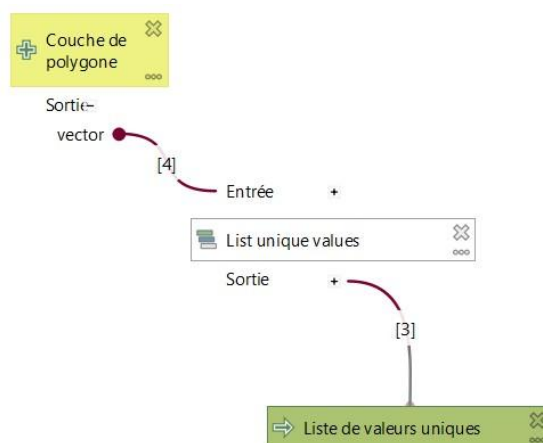 Couche de
polygone
Sortie
vector
[4]
Entrée +
List unique values
Sortie +
[3]
Liste de valeurs uniques